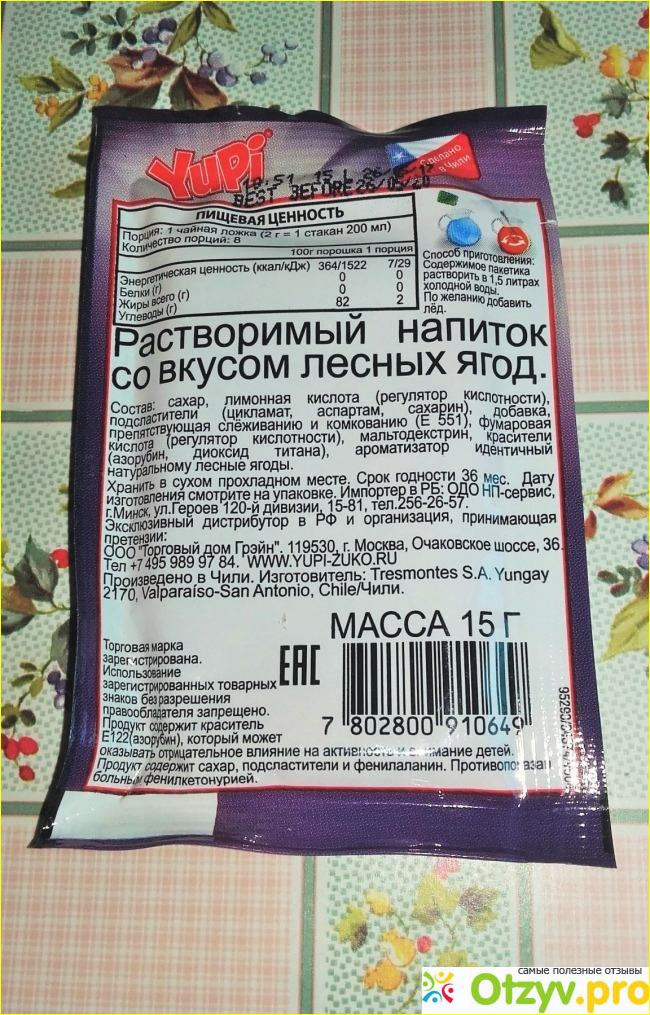 Yupi
Сделано
в Чили
BEST BEFORE
ПИЩЕВАЯ ЦЕННОСТЬ
Порция: 1 чайная ложка (2 г = 1 стакан 200 мл)
Количество порций: 8
100г порошка 1 порция
Энергетическая ценность (ккал/кДж) 364/1522 7/29
Белки (г) 0 0
Жиры всего (г) 0 0
Углеводы (г) 82 2
Способ приготовления:
Содержимое пакетика
растворить в 1,5 литрах
холодной воды.
По желанию добавить
лёд.
Растворимый напиток
со вкусом лесных ягод.
Состав: сахар, лимонная кислота (регулятор кислотности),
подсластители (цикламат, аспартам, сахарин), добавка,
препятствующая слёживанию и комкованию (Е 551), фумаровая
кислота (регулятор кислотности), мальтодекстрин, красители
(азорубин, диоксид титана), ароматизатор идентичный
натуральному лесные ягоды.
Хранить в сухом прохладном месте. Срок годности 36 мес. Дату
изготовления смотрите на упаковке. Импортер в РБ: ОДО НП-сервис,
г.Минск, ул.Героев 120-й дивизии, 15-81, тел.256-26-57.
Эксклюзивный дистрибутор в РФ и организация, принимающая
претензии:
ООО "Торговый дом Грэйн". 119530, г. Москва, Очаковское шоссе, 36.
Тел +7 495 989 97 84. WWW.YUPI-ZUKO.RU
Произведено в Чили. Изготовитель: Tresmontes S.A. Yungay
2170, Valparaíso-San Antonio, Chile/Чили.
МАССА 15 Г
Торговая марка
зарегистрирована.
Использование
зарегистрированных товарных
знаков без разрешения
правообладателя запрещено.
Продукт содержит краситель
Е122(азорубин), который может
оказывать отрицательное влияние на активность и внимание детей.
Продукт содержит сахар, подсластители и фенилаланин. Противопоказан
больным фенилкетонурией.
EAC
7 802800 910649
самые полезные отзывы
Otzyv.pro